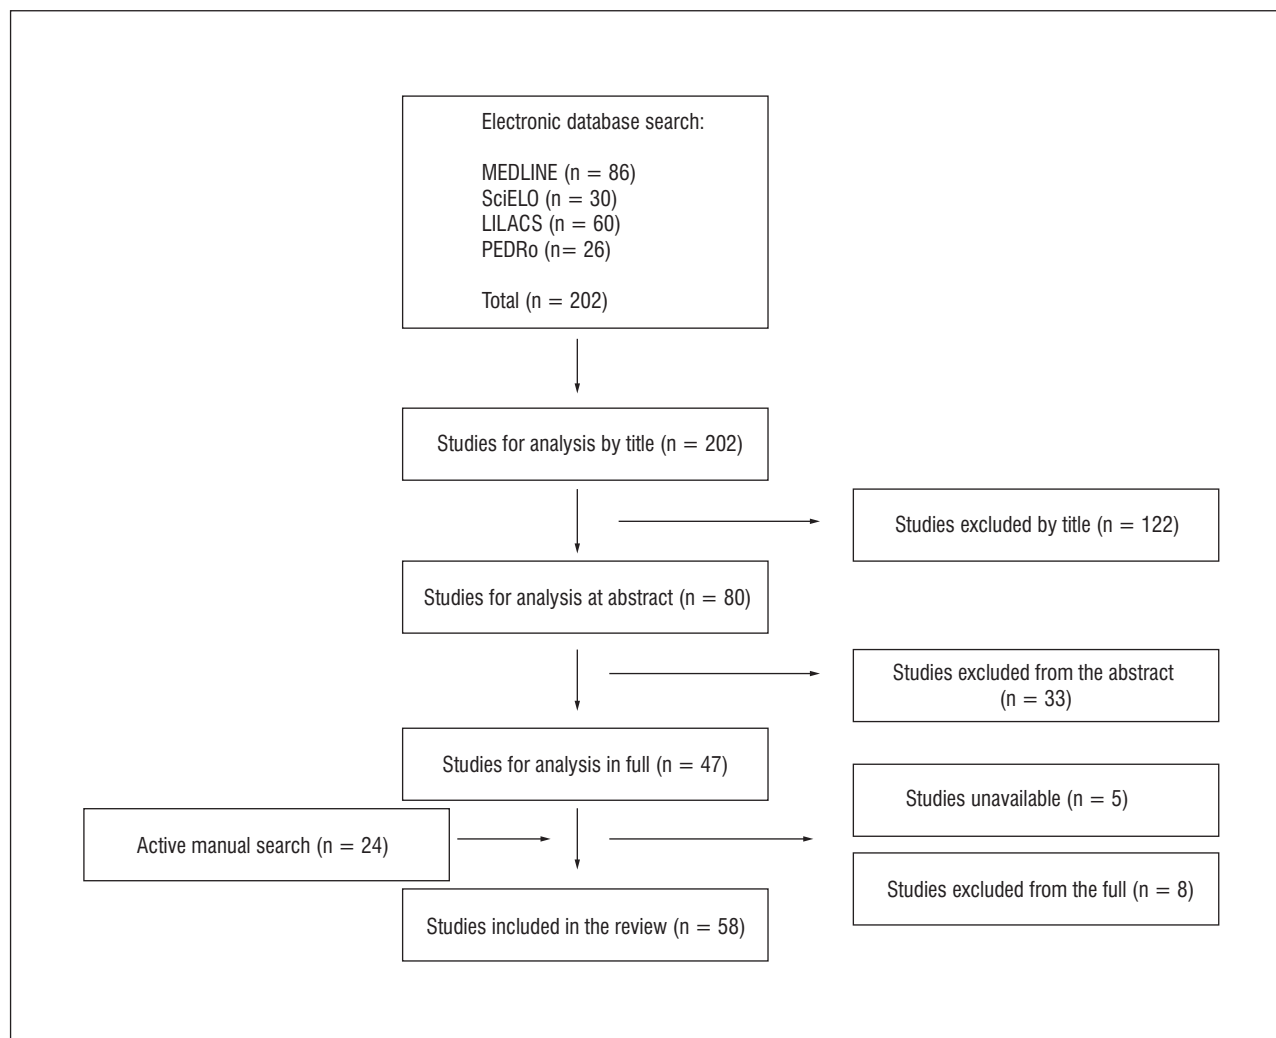 Electronic database search:
MEDLINE (n = 86)
SciELO (n = 30)
LILACS (n = 60)
PEDRo (n= 26)
Total (n = 202)
Studies for analysis by title (n = 202)
Studies excluded by title (n = 122)
Studies for analysis at abstract (n = 80)
Studies excluded from the abstract
(n = 33)
Studies for analysis in full (n = 47)
Studies unavailable (n = 5)
Active manual search (n = 24)
Studies excluded from the full (n = 8)
Studies included in the review (n = 58)